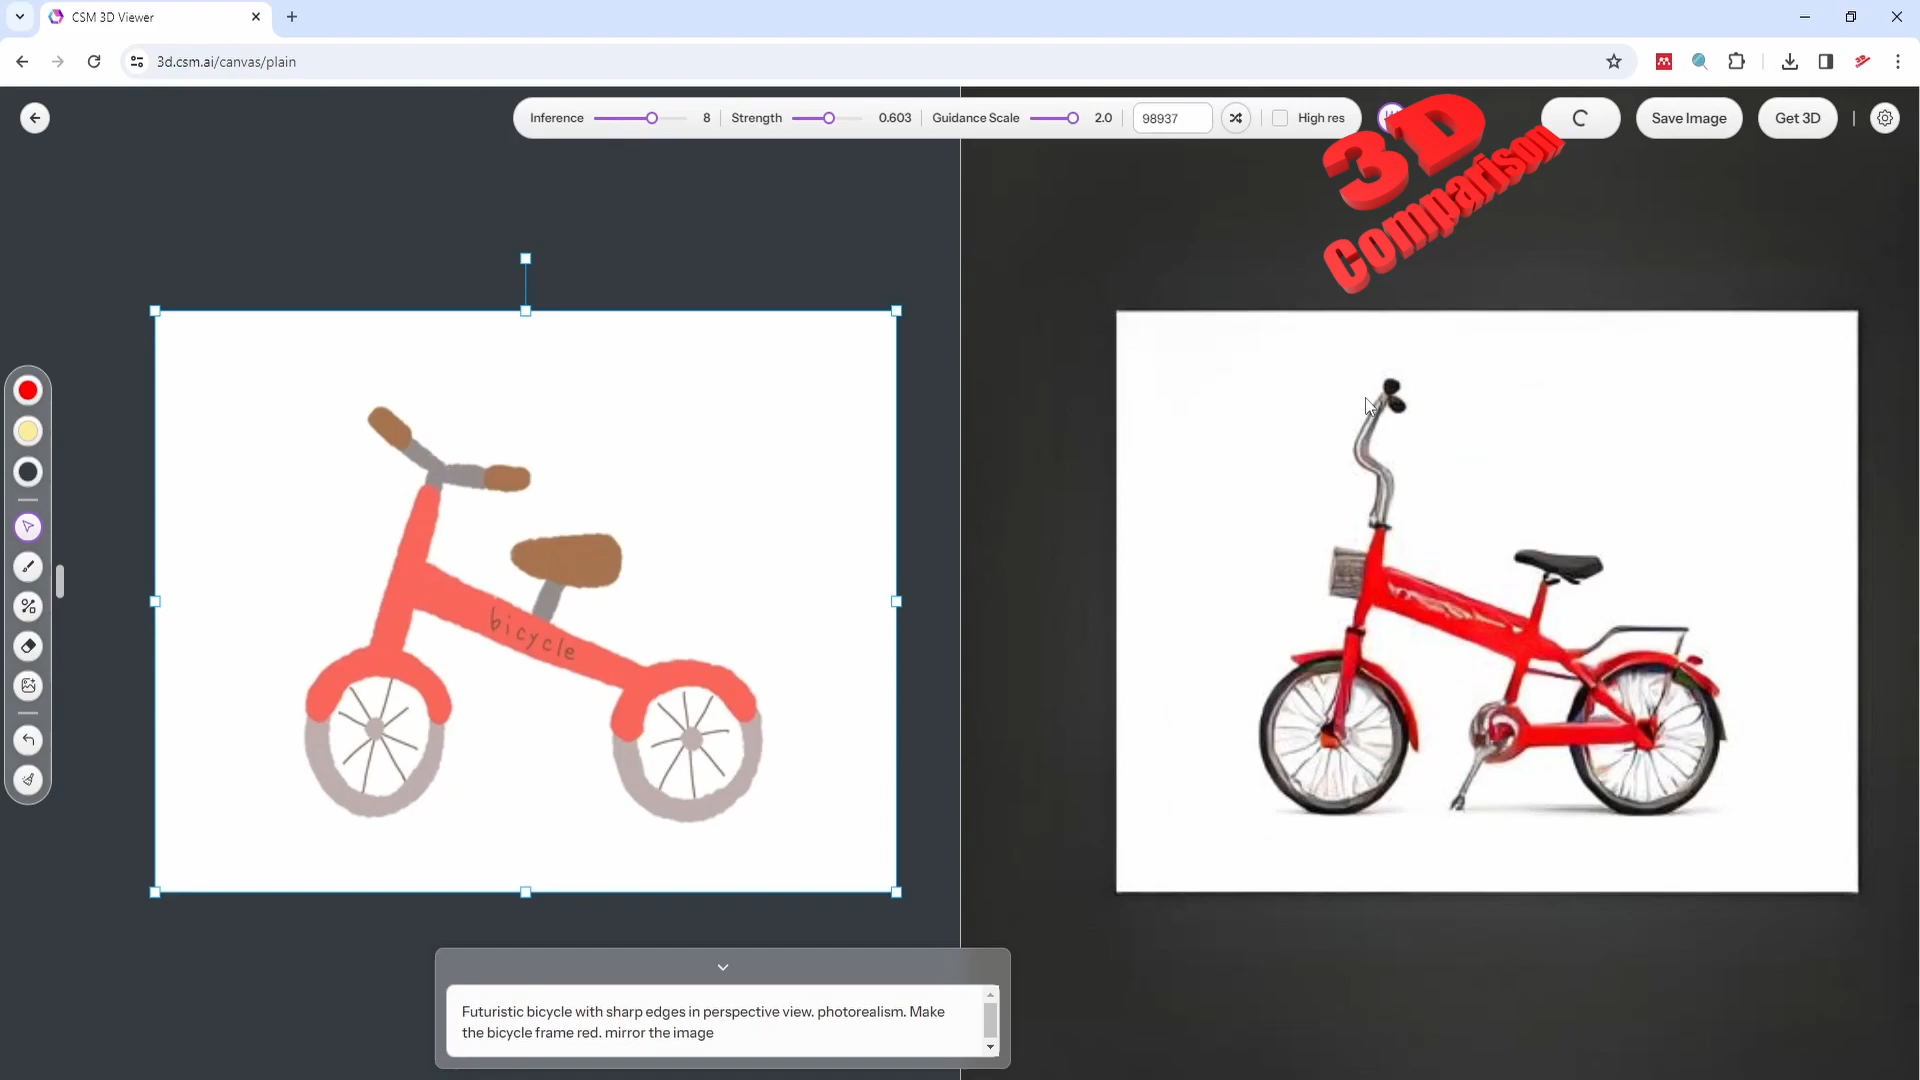 CSM 3D Viewer
3d.csm.ai/canvas/plain
Inference 8 Strength 0.603 Guidance Scale 2.0 98937 High res
Save Image
Get 3D
3D
Comparison
bicycle
Futuristic bicycle with sharp edges in perspective view. photorealism. Make
the bicycle frame red. mirror the image